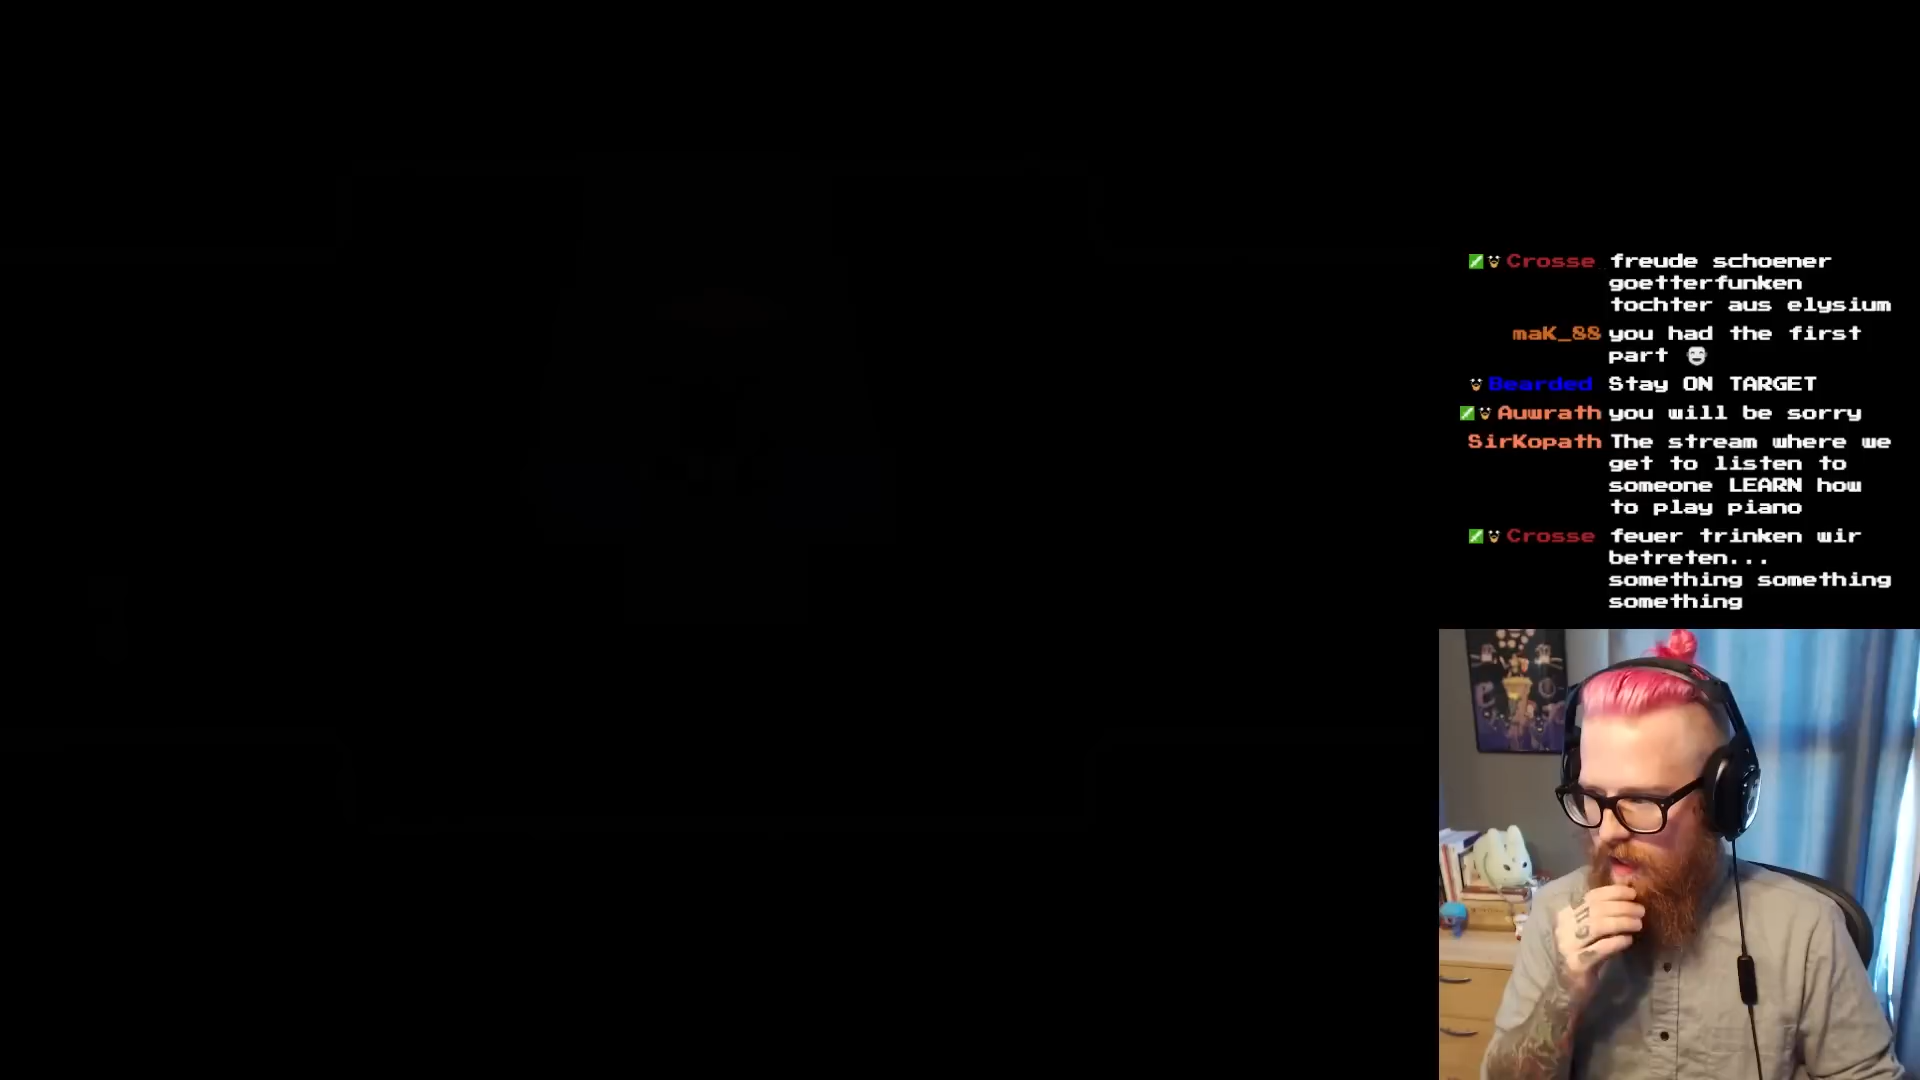 Crosse freude schoener
goetterfunken
tochter aus elysium
maK_88 you had the first
part
Bearded Stay ON TARGET
Auwrath you will be sorry
SirKopath The stream where we
get to listen to
someone LEARN how
to play piano
Crosse feuer trinken wir
betreten...
something something
something